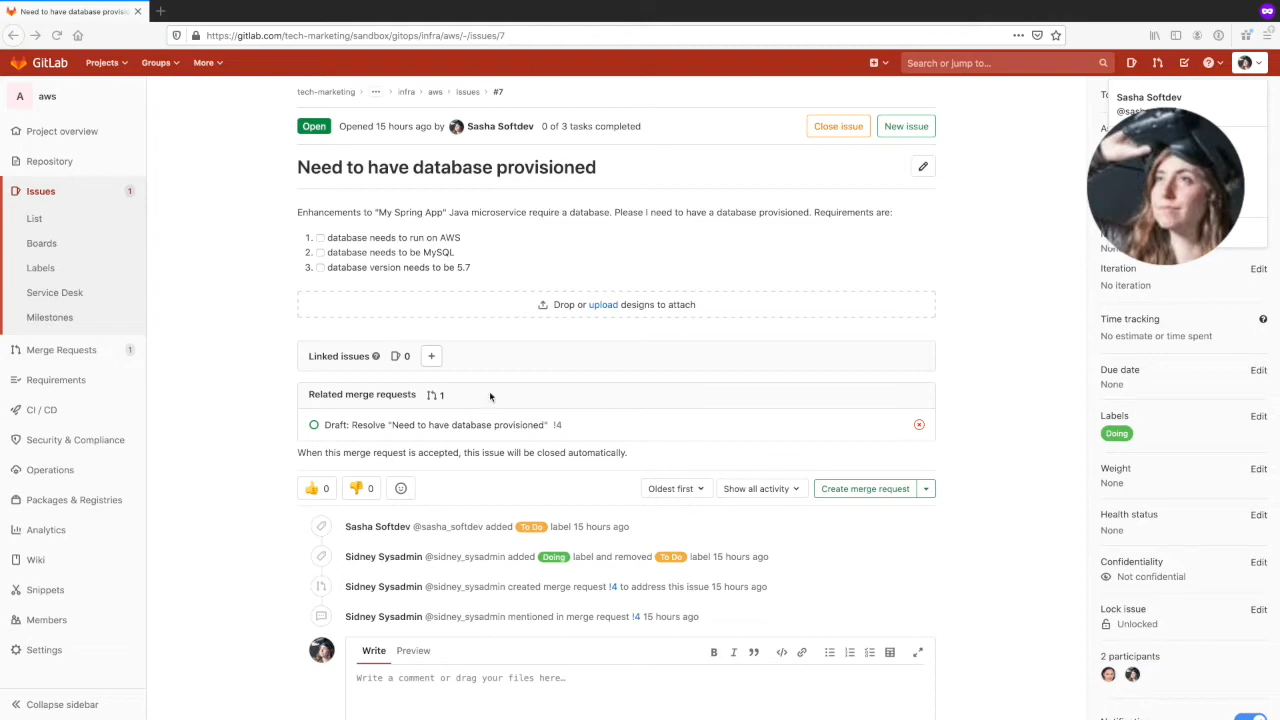 Need to have database provisio
https://gitlab.com/tech-marketing/sandbox/gitops/infra/aws/-/issues/7
GitLab Projects Groups More Search or jump to...
A aws
Project overview
Repository
Issues 1
List
Boards
Labels
Service Desk
Milestones
Merge Requests 1
Requirements
CI / CD
Security & Compliance
Operations
Packages & Registries
Analytics
Wiki
Snippets
Members
Settings
Collapse sidebar
tech-marketing > ... > infra > aws > Issues > #7
Open Opened 15 hours ago by Sasha Softdev 0 of 3 tasks completed Close issue New issue
Need to have database provisioned
Enhancements to "My Spring App" Java microservice require a database. Please I need to have a database provisioned. Requirements are:
1. database needs to run on AWS
2. database needs to be MySQL
3. database version needs to be 5.7
Drop or upload designs to attach
Linked issues 0 +
Related merge requests 1
Draft: Resolve "Need to have database provisioned" !4
When this merge request is accepted, this issue will be closed automatically.
0 0 Oldest first Show all activity Create merge request
Sasha Softdev @sasha_softdev added To Do label 15 hours ago
Sidney Sysadmin @sidney_sysadmin added Doing label and removed To Do label 15 hours ago
Sidney Sysadmin @sidney_sysadmin created merge request !4 to address this issue 15 hours ago
Sidney Sysadmin @sidney_sysadmin mentioned in merge request !4 15 hours ago
Write Preview
Write a comment or drag your files here...
Sasha Softdev
Iteration Edit
No iteration
Time tracking
No estimate or time spent
Due date Edit
None
Labels Edit
Doing
Weight Edit
None
Health status Edit
None
Confidentiality Edit
Not confidential
Lock issue Edit
Unlocked
2 participants